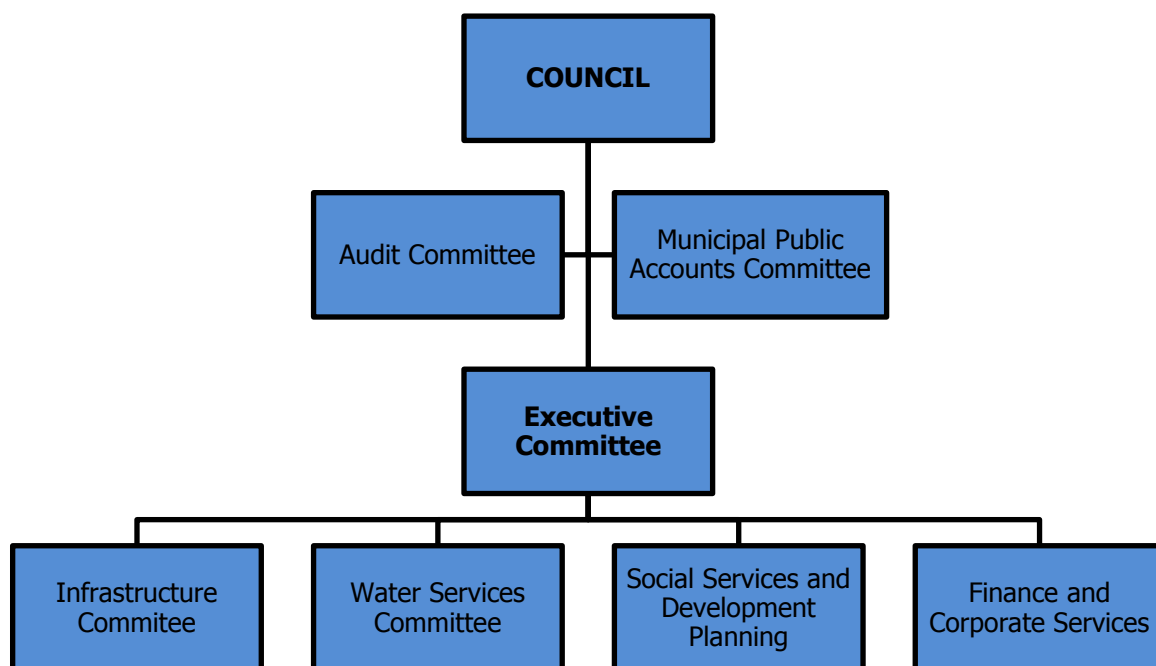 COUNCIL
Audit Committee
Municipal Public
Accounts Committee
Executive
Committee
Infrastructure
Commitee
Water Services
Committee
Social Services and
Development
Planning
Finance and
Corporate Services